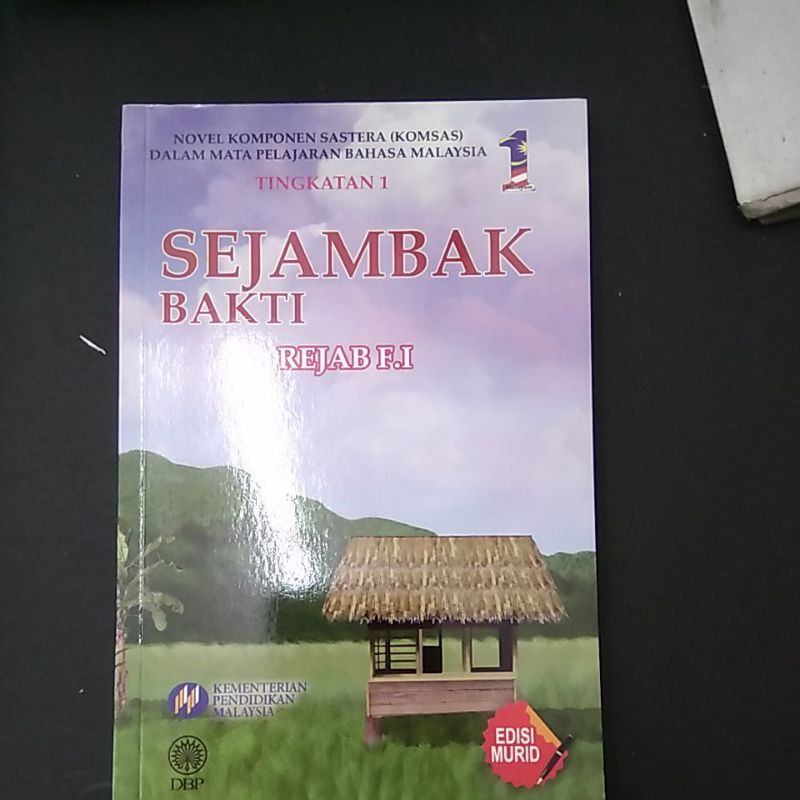 NOVEL KOMPONEN SASTERA (KOMSAS)
DALAM MATA PELAJARAN BAHASA MALAYSIA
1
TINGKATAN 1
SEJAMBAK
BAKTI
REJAB F.I
KEMENTERIAN
PENDIDIKAN
MALAYSIA
DBP
EDISI
MURID